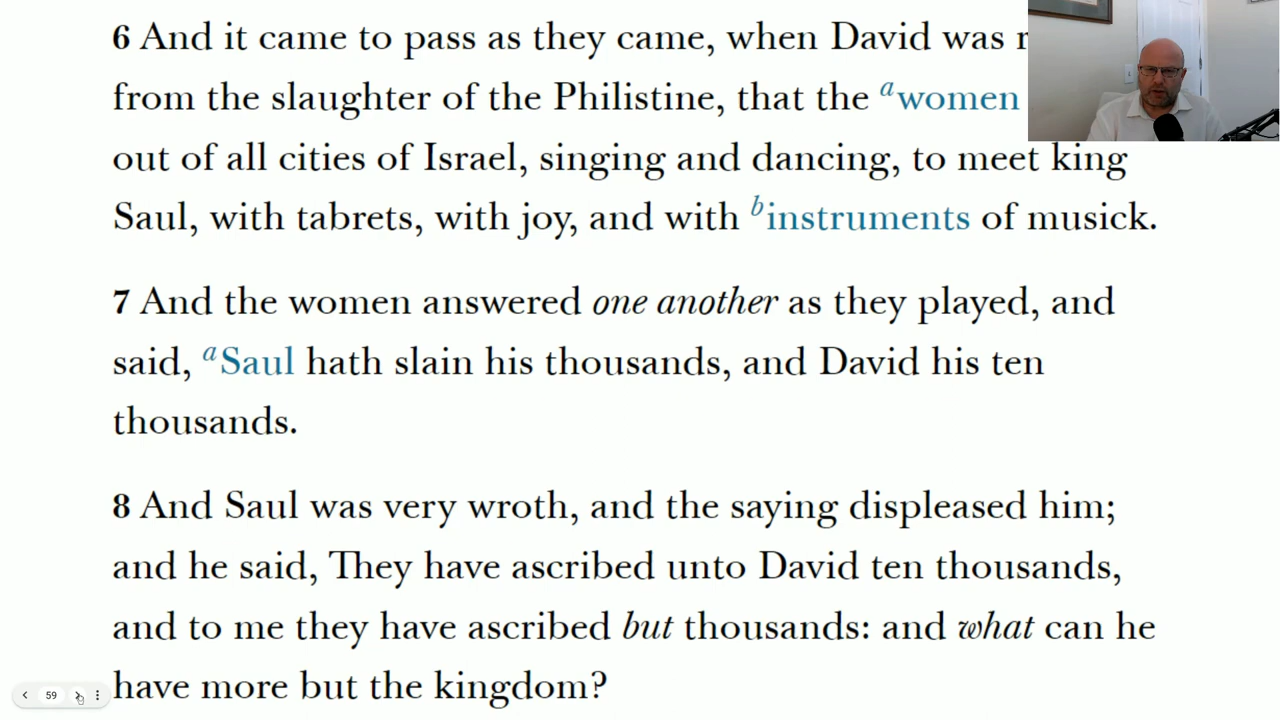 6 And it came to pass as they came, when David was
from the slaughter of the Philistine, that the a women
out of all cities of Israel, singing and dancing, to meet king
Saul, with tabrets, with joy, and with b instruments of musick.
7 And the women answered one another as they played, and
said, a Saul hath slain his thousands, and David his ten
thousands.
8 And Saul was very wroth, and the saying displeased him;
and he said, They have ascribed unto David ten thousands,
and to me they have ascribed but thousands: and what can he
have more but the kingdom?
59